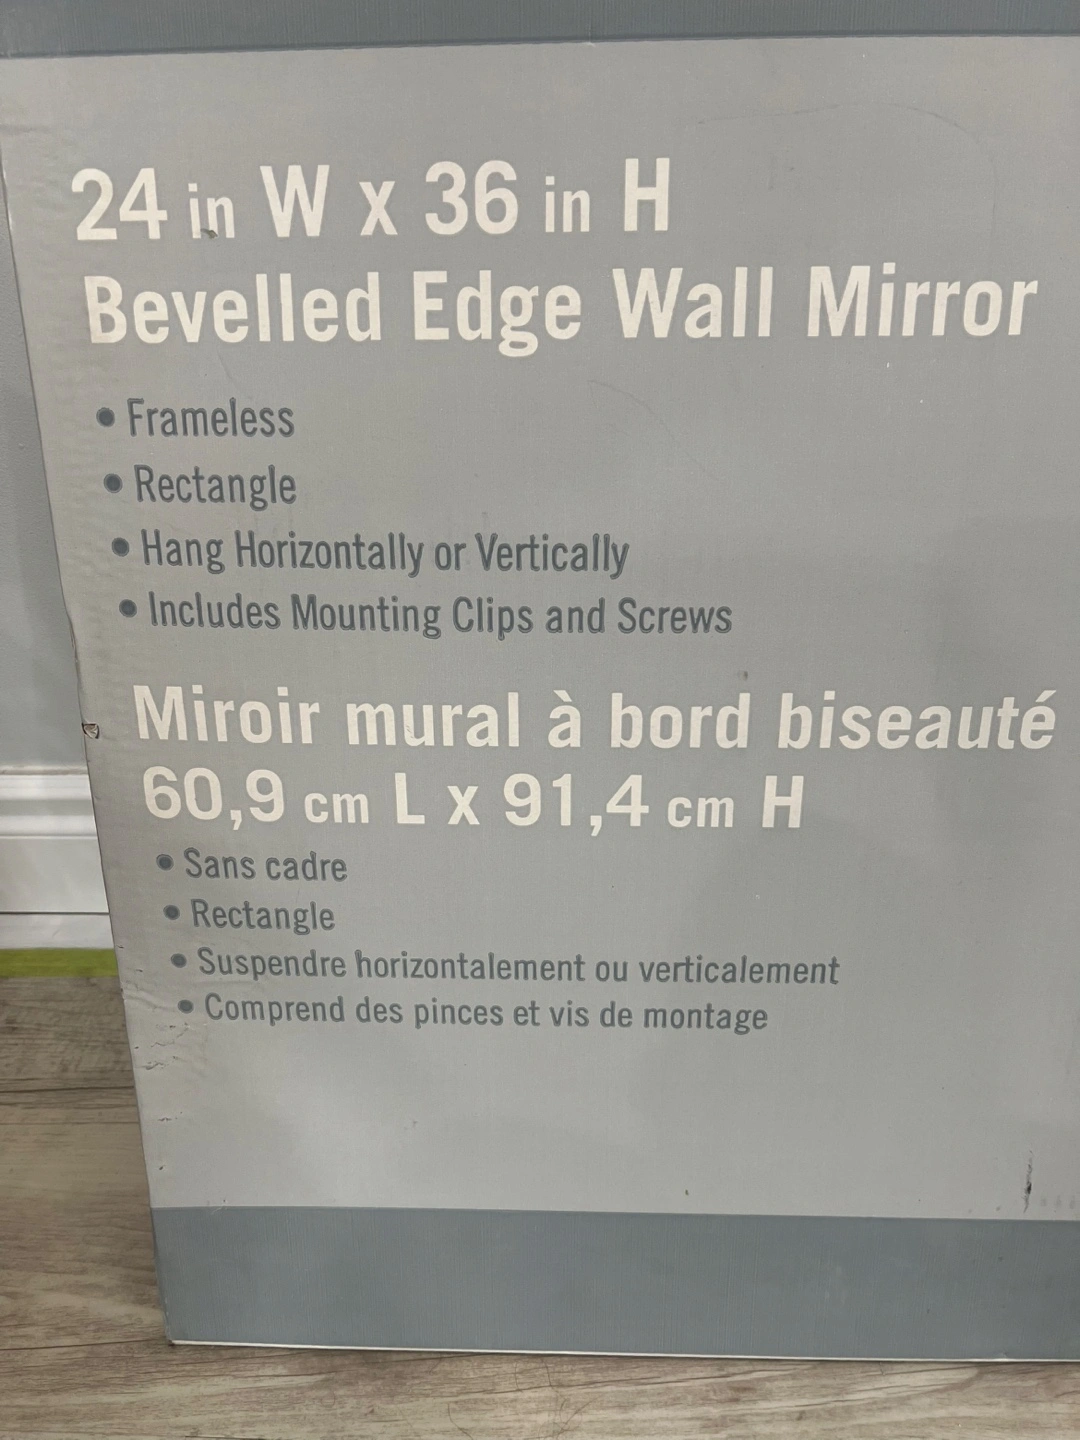 24 in W x 36 in H
Bevelled Edge Wall Mirror
• Frameless
• Rectangle
• Hang Horizontally or Vertically
• Includes Mounting Clips and Screws
Miroir mural à bord biseauté
60,9 cm L x 91,4 cm H
• Sans cadre
• Rectangle
• Suspendre horizontalement ou verticalement
• Comprend des pinces et vis de montage